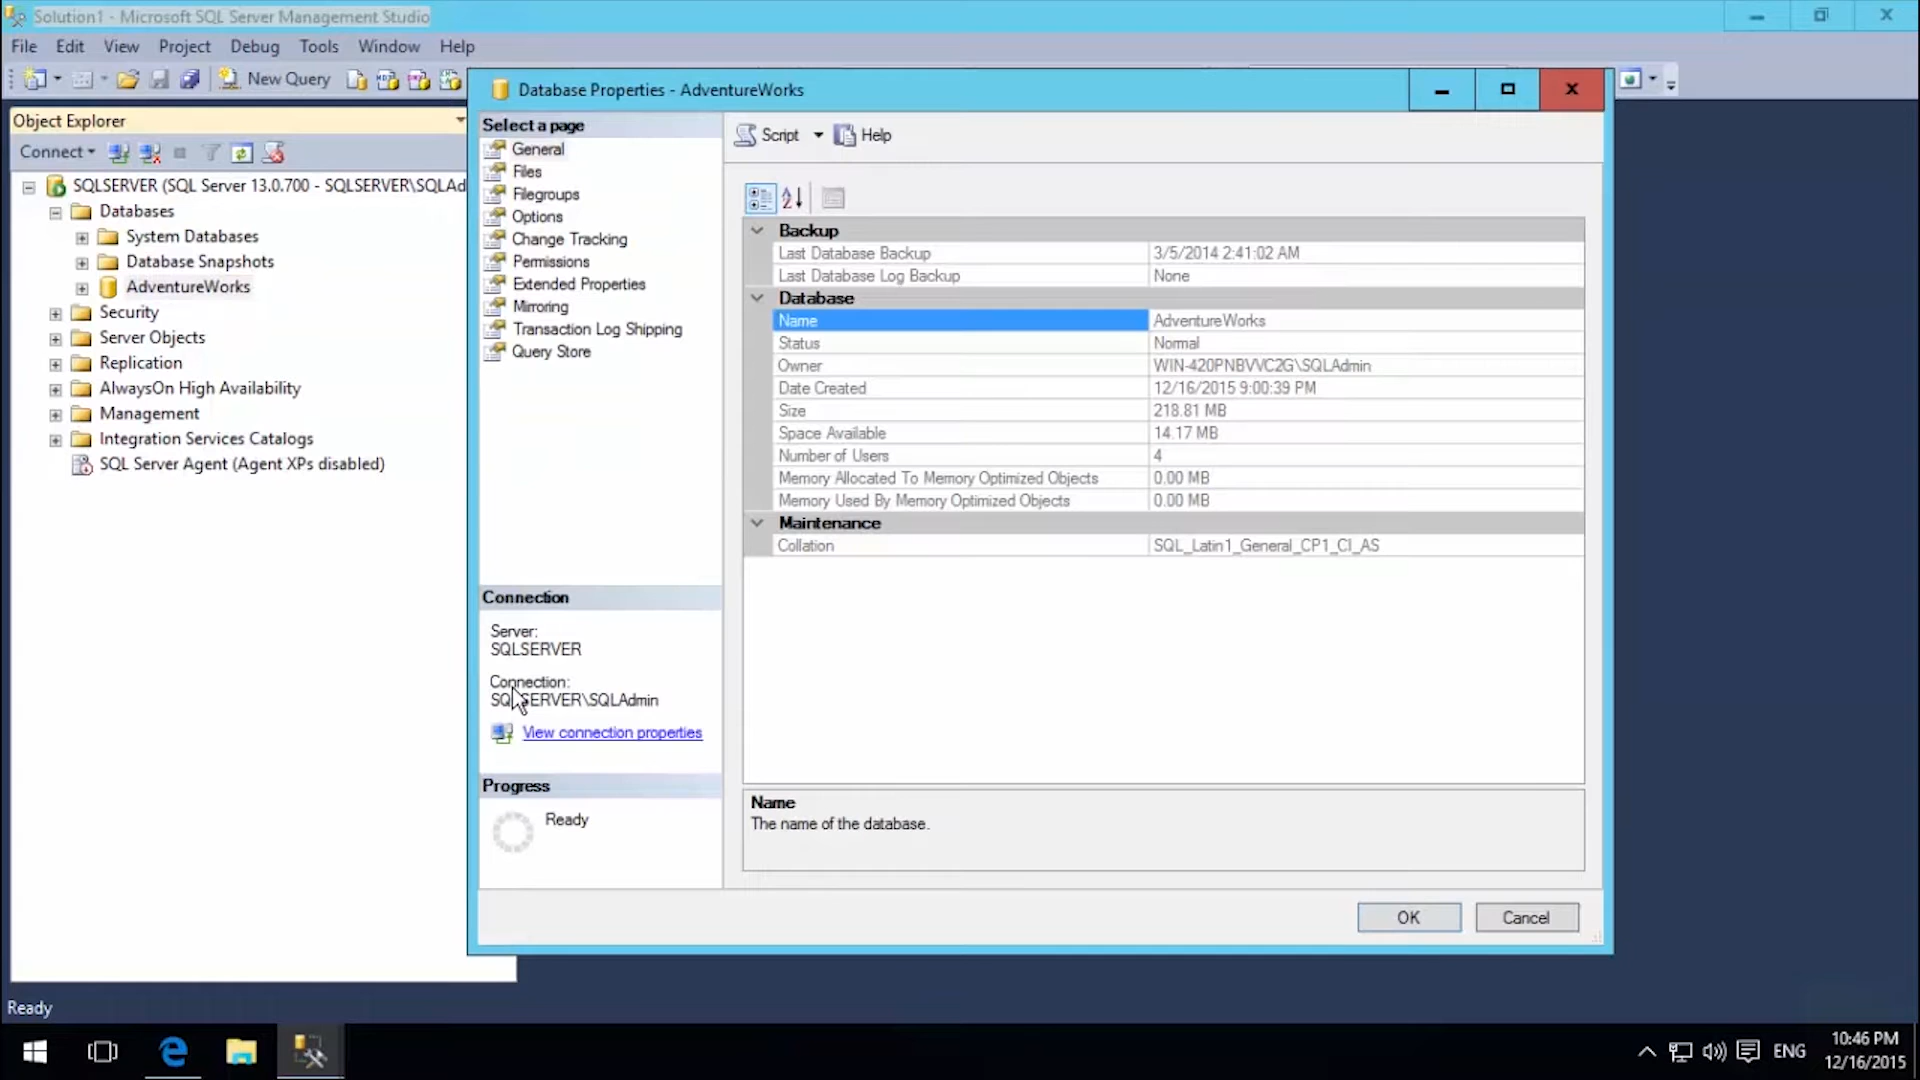 Solution1 - Microsoft SQL Server Management Studio
File Edit View Project Debug Tools Window Help
New Query
Object Explorer
Connect
SQLSERVER (SQL Server 13.0.700 - SQLSERVER\SQLAd
Databases
System Databases
Database Snapshots
AdventureWorks
Security
Server Objects
Replication
AlwaysOn High Availability
Management
Integration Services Catalogs
SQL Server Agent (Agent XPs disabled)
Database Properties - AdventureWorks
Select a page
General
Files
Filegroups
Options
Change Tracking
Permissions
Extended Properties
Mirroring
Transaction Log Shipping
Query Store
Connection
Server:
SQLSERVER
Connection:
SQLSERVER\SQLAdmin
View connection properties
Progress
Ready
Script Help
Backup
Last Database Backup 3/5/2014 2:41:02 AM
Last Database Log Backup None
Database
Name AdventureWorks
Status Normal
Owner WIN-420PNBVVC2G\SQLAdmin
Date Created 12/16/2015 9:00:39 PM
Size 218.81 MB
Space Available 14.17 MB
Number of Users 4
Memory Allocated To Memory Optimized Objects 0.00 MB
Memory Used By Memory Optimized Objects 0.00 MB
Maintenance
Collation SQL_Latin1_General_CP1_CI_AS
Name
The name of the database.
OK Cancel
Ready
ENG
10:46 PM
12/16/2015